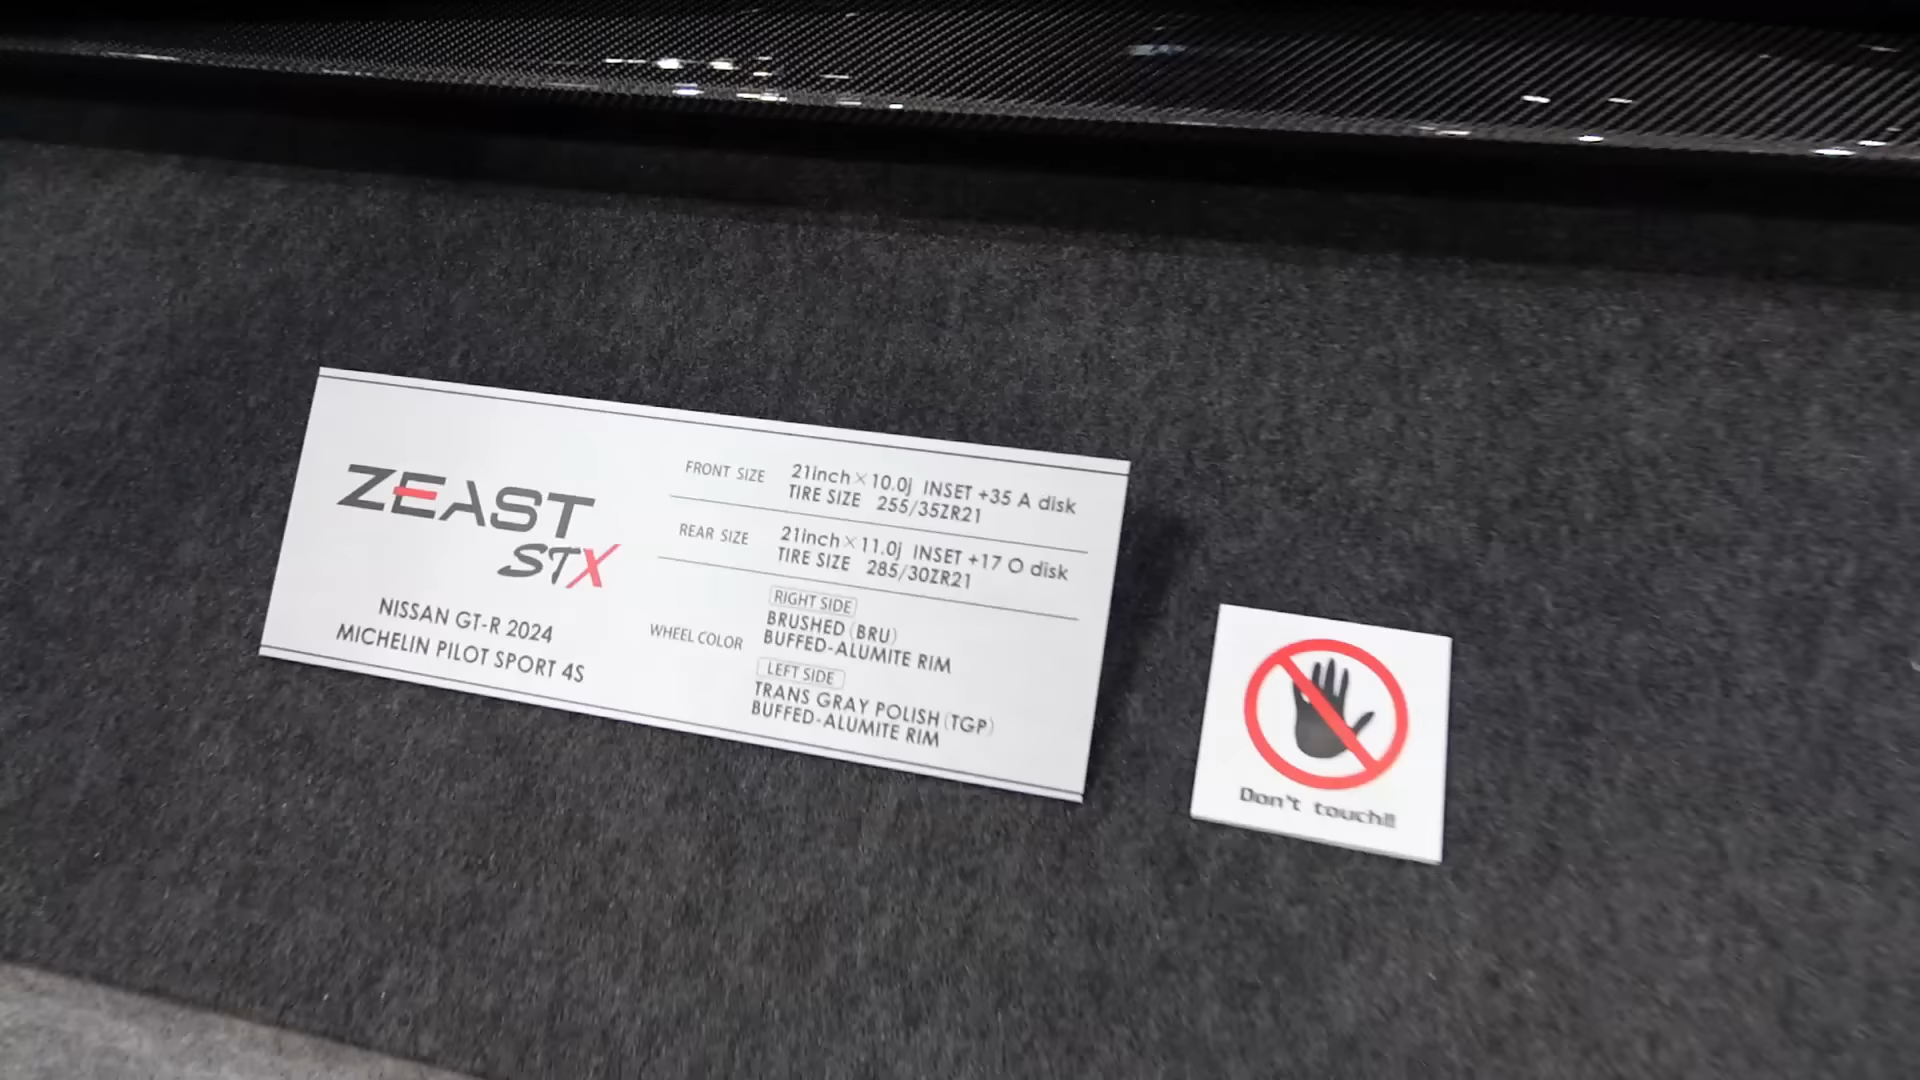 ZEAST
STX
NISSAN GT-R 2024
MICHELIN PILOT SPORT 4S
FRONT SIZE
21inch×10.0j INSET +35 A disk
TIRE SIZE 255/35ZR21
REAR SIZE
21inch×11.0j INSET +17 O disk
TIRE SIZE 285/30ZR21
WHEEL COLOR
RIGHT SIDE
BRUSHED (BRU)
BUFFED-ALUMITE RIM
LEFT SIDE
TRANS GRAY POLISH (TGP)
BUFFED-ALUMITE RIM
Don't touch!!